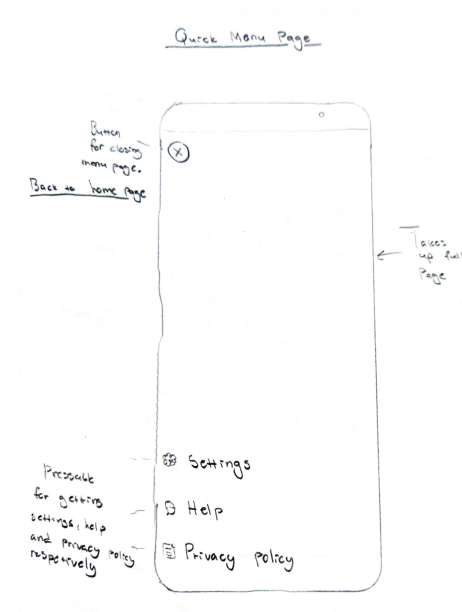 Quick Menu Page
Button
for closing
menu page.
Back to home page
Takes
up full
Page
Settings
Help
Privacy policy
Pressable
for getting
settings, help
and privacy policy
respectively